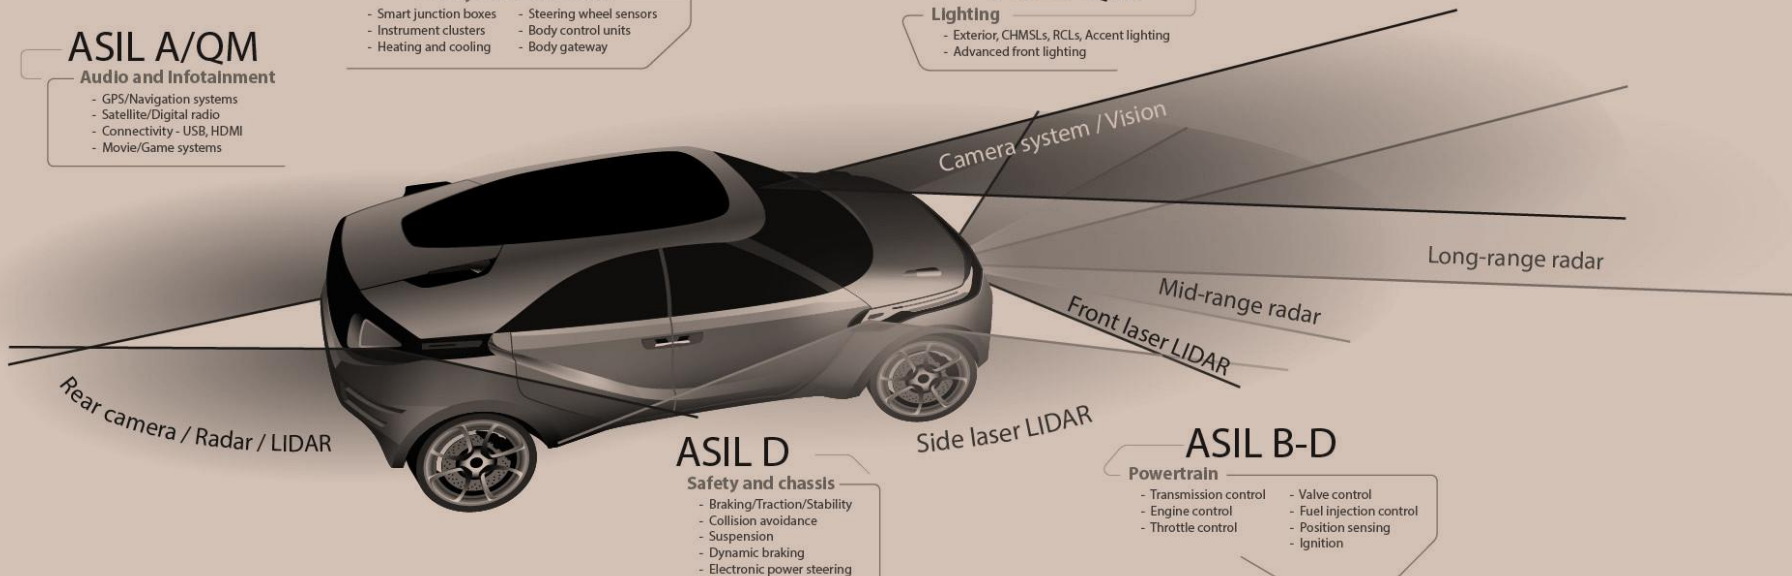 - Smart junction boxes
- Instrument clusters
- Heating and cooling
- Steering wheel sensors
- Body control units
- Body gateway
Lighting
- Exterior, CHMSLs, RCLs, Accent lighting
- Advanced front lighting
ASIL A/QM
Audio and Infotainment
- GPS/Navigation systems
- Satellite/Digital radio
- Connectivity - USB, HDMI
- Movie/Game systems
Camera system / Vision
Long-range radar
Mid-range radar
Front laser LIDAR
Rear camera / Radar / LIDAR
Side laser LIDAR
ASIL D
Safety and chassis
- Braking/Traction/Stability
- Collision avoidance
- Suspension
- Dynamic braking
- Electronic power steering
ASIL B-D
Powertrain
- Transmission control
- Engine control
- Throttle control
- Valve control
- Fuel injection control
- Position sensing
- Ignition